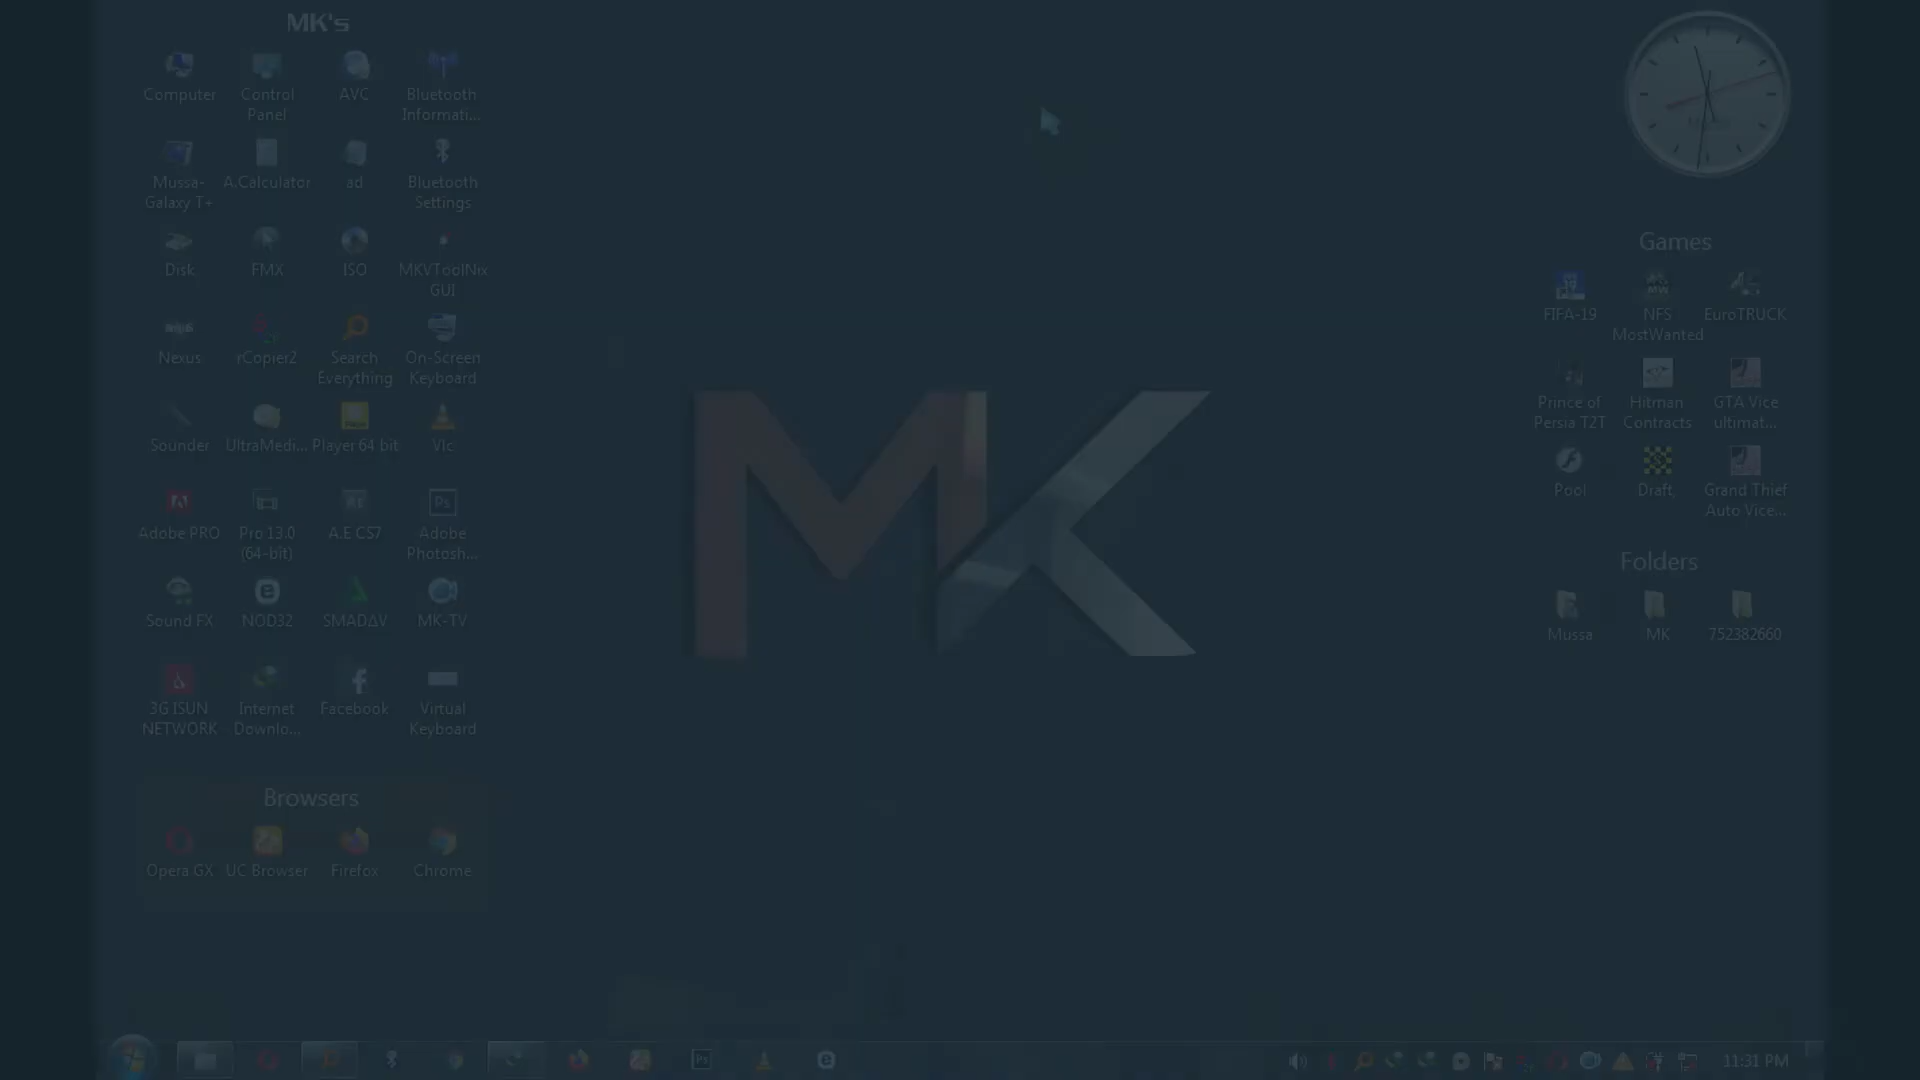 MK's
Computer
Control
Panel
AVC
Bluetooth
Informati...
Mussa-
Galaxy T+
A.Calculator
ad
Bluetooth
Settings
Disk
FMX
ISO
MKVToolNix
GUI
Nexus
rCopier2
Search
Everything
On-Screen
Keyboard
Sounder
UltraMedi...
Player 64 bit
Vlc
Adobe PRO
Pro 13.0
(64-bit)
A.E CS7
Adobe
Photosh...
Sound FX
NOD32
SMADΔV
MK-TV
3G ISUN
NETWORK
Internet
Downlo...
Facebook
Virtual
Keyboard
Browsers
Opera GX
UC Browser
Firefox
Chrome
MK
Games
FIFA-19
NFS
MostWanted
EuroTRUCK
Prince of
Persia T2T
Hitman
Contracts
GTA Vice
ultimat...
Pool
Draft
Grand Thief
Auto Vice...
Folders
Mussa
MK
752382660
11:31 PM